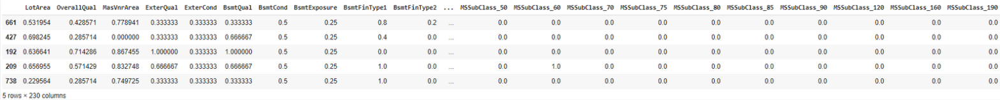 LotArea OverallQual MasVnrArea ExterQual ExterCond BsmtQual BsmtCond BsmtExposure BsmtFinType1 BsmtFinType2 ... MSSubClass_50 MSSubClass_60 MSSubClass_70 MSSubClass_75 MSSubClass_80 MSSubClass_85 MSSubClass_90 MSSubClass_120 MSSubClass_160 MSSubClass_190
661 0.531954 0.428571 0.778941 0.333333 0.333333 0.333333 0.5 0.25 0.8 0.2 ... 0.0 0.0 0.0 0.0 0.0 0.0 0.0 0.0 0.0 0.0
427 0.698245 0.285714 0.000000 0.333333 0.333333 0.666667 0.5 0.25 0.4 0.0 ... 0.0 0.0 0.0 0.0 0.0 0.0 0.0 0.0 0.0 0.0
192 0.636641 0.714286 0.867455 1.000000 0.333333 1.000000 0.5 0.25 0.0 0.0 ... 0.0 0.0 0.0 0.0 0.0 0.0 0.0 0.0 0.0 0.0
209 0.656955 0.571429 0.832748 0.666667 0.333333 0.666667 0.5 0.25 1.0 0.0 ... 0.0 1.0 0.0 0.0 0.0 0.0 0.0 0.0 0.0 0.0
738 0.229564 0.285714 0.749725 0.333333 0.333333 0.333333 0.5 0.25 1.0 0.0 ... 0.0 0.0 0.0 0.0 0.0 0.0 0.0 0.0 0.0 0.0
5 rows × 230 columns